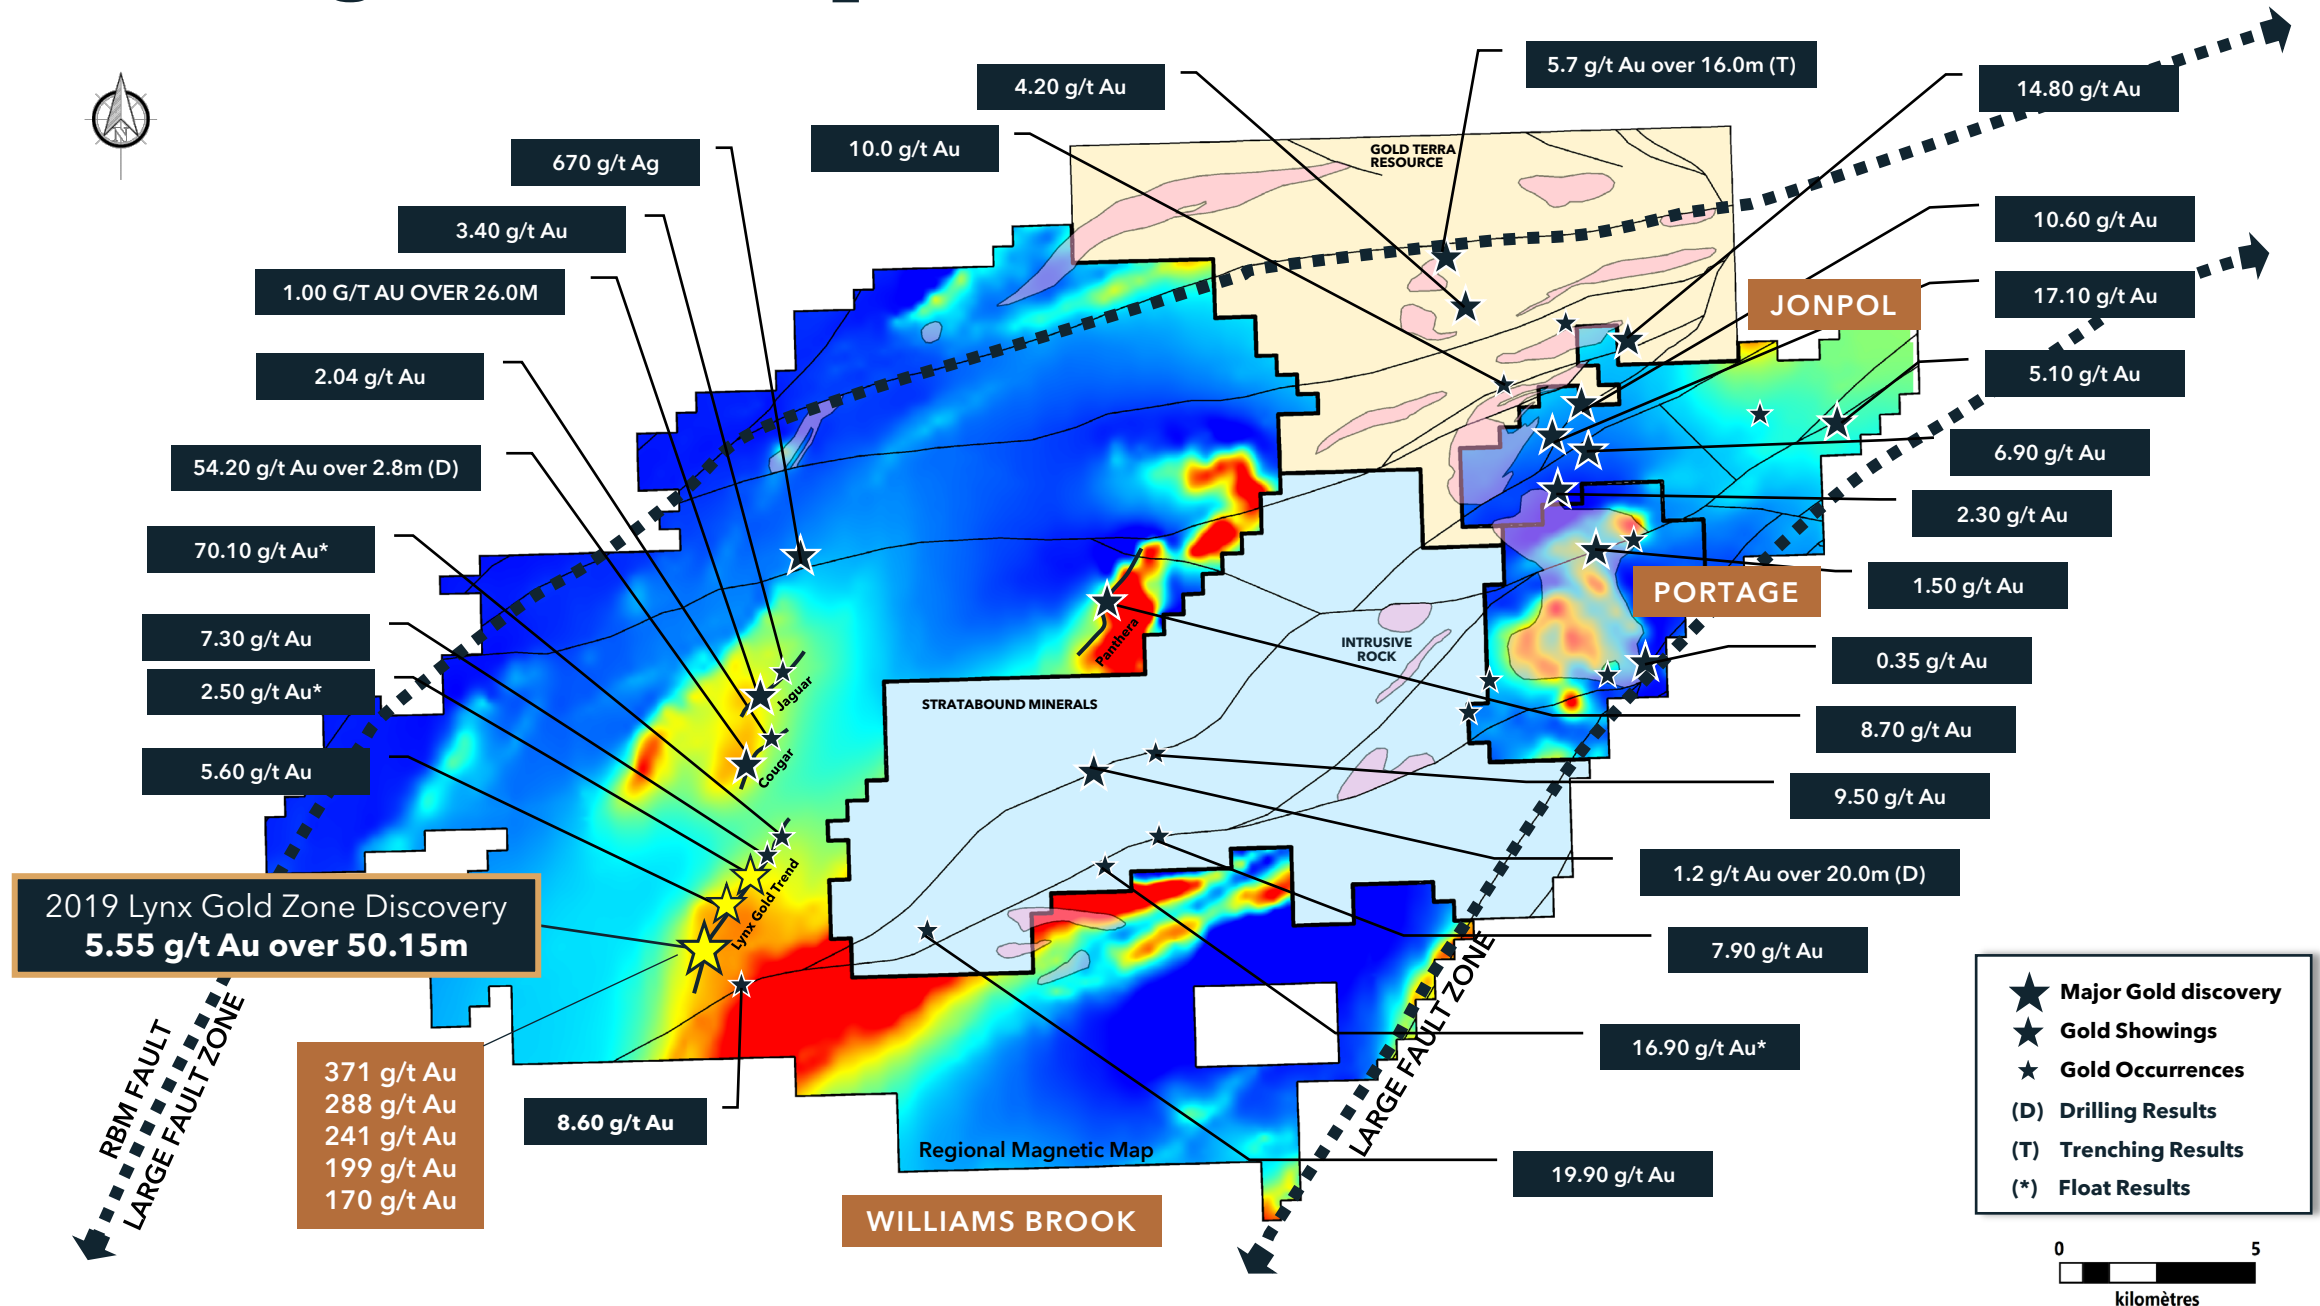 5.7 g/t Au over 16.0m (T)
4.20 g/t Au
14.80 g/t Au
10.0 g/t Au
670 g/t Ag
GOLD TERRA
RESOURCE
3.40 g/t Au
10.60 g/t Au
1.00 G/T AU OVER 26.0M
17.10 g/t Au
JONPOL
2.04 g/t Au
5.10 g/t Au
54.20 g/t Au over 2.8m (D)
6.90 g/t Au
70.10 g/t Au*
2.30 g/t Au
1.50 g/t Au
PORTAGE
7.30 g/t Au
Panthera
INTRUSIVE
ROCK
0.35 g/t Au
2.50 g/t Au*
Jaguar
STRATABOUND MINERALS
8.70 g/t Au
5.60 g/t Au
Cougar
9.50 g/t Au
1.2 g/t Au over 20.0m (D)
Lynx Gold Trend
2019 Lynx Gold Zone Discovery
5.55 g/t Au over 50.15m
7.90 g/t Au
RBM FAULT
LARGE FAULT ZONE
LARGE FAULT ZONE
16.90 g/t Au*
371 g/t Au
288 g/t Au
241 g/t Au
199 g/t Au
170 g/t Au
8.60 g/t Au
Regional Magnetic Map
19.90 g/t Au
WILLIAMS BROOK
N
Major Gold discovery
Gold Showings
Gold Occurrences
(D) Drilling Results
(T) Trenching Results
(*) Float Results
0 5
kilomètres